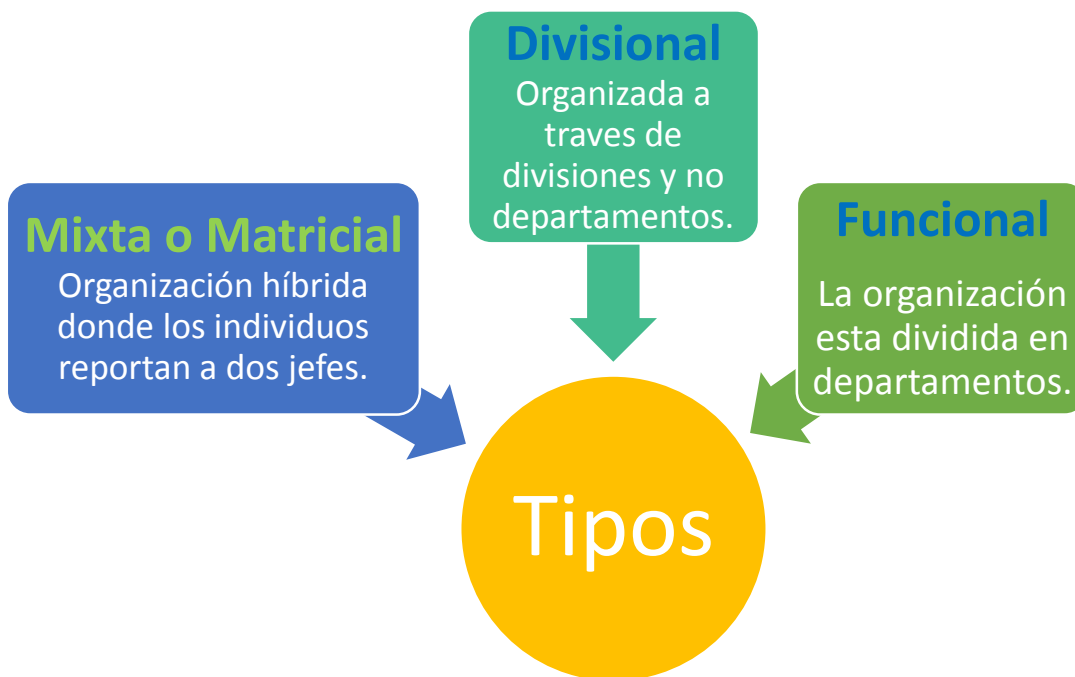 Divisional
Organizada a
traves de
divisiones y no
departamentos.
Mixta o Matricial
Organización híbrida
donde los individuos
reportan a dos jefes.
Funcional
La organización
esta dividida en
departamentos.
Tipos